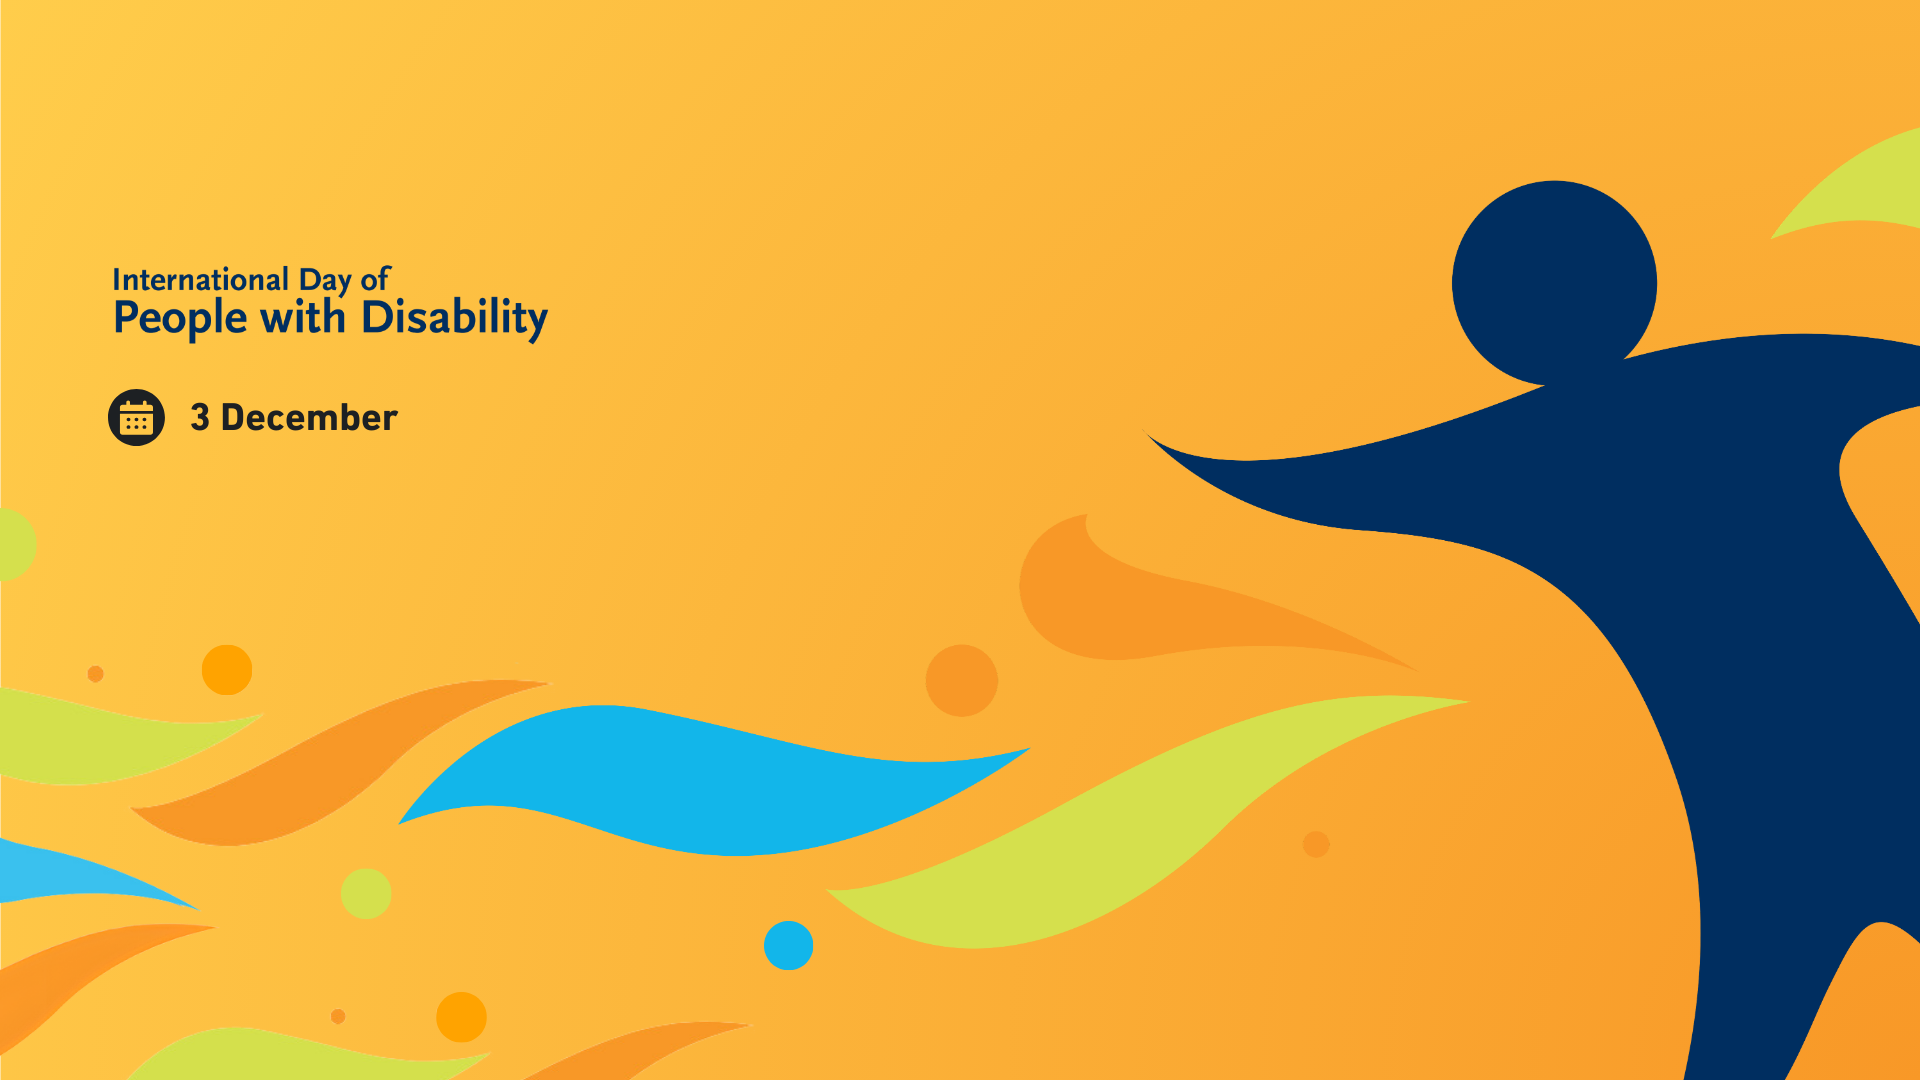 International Day of
People with Disability
3 December